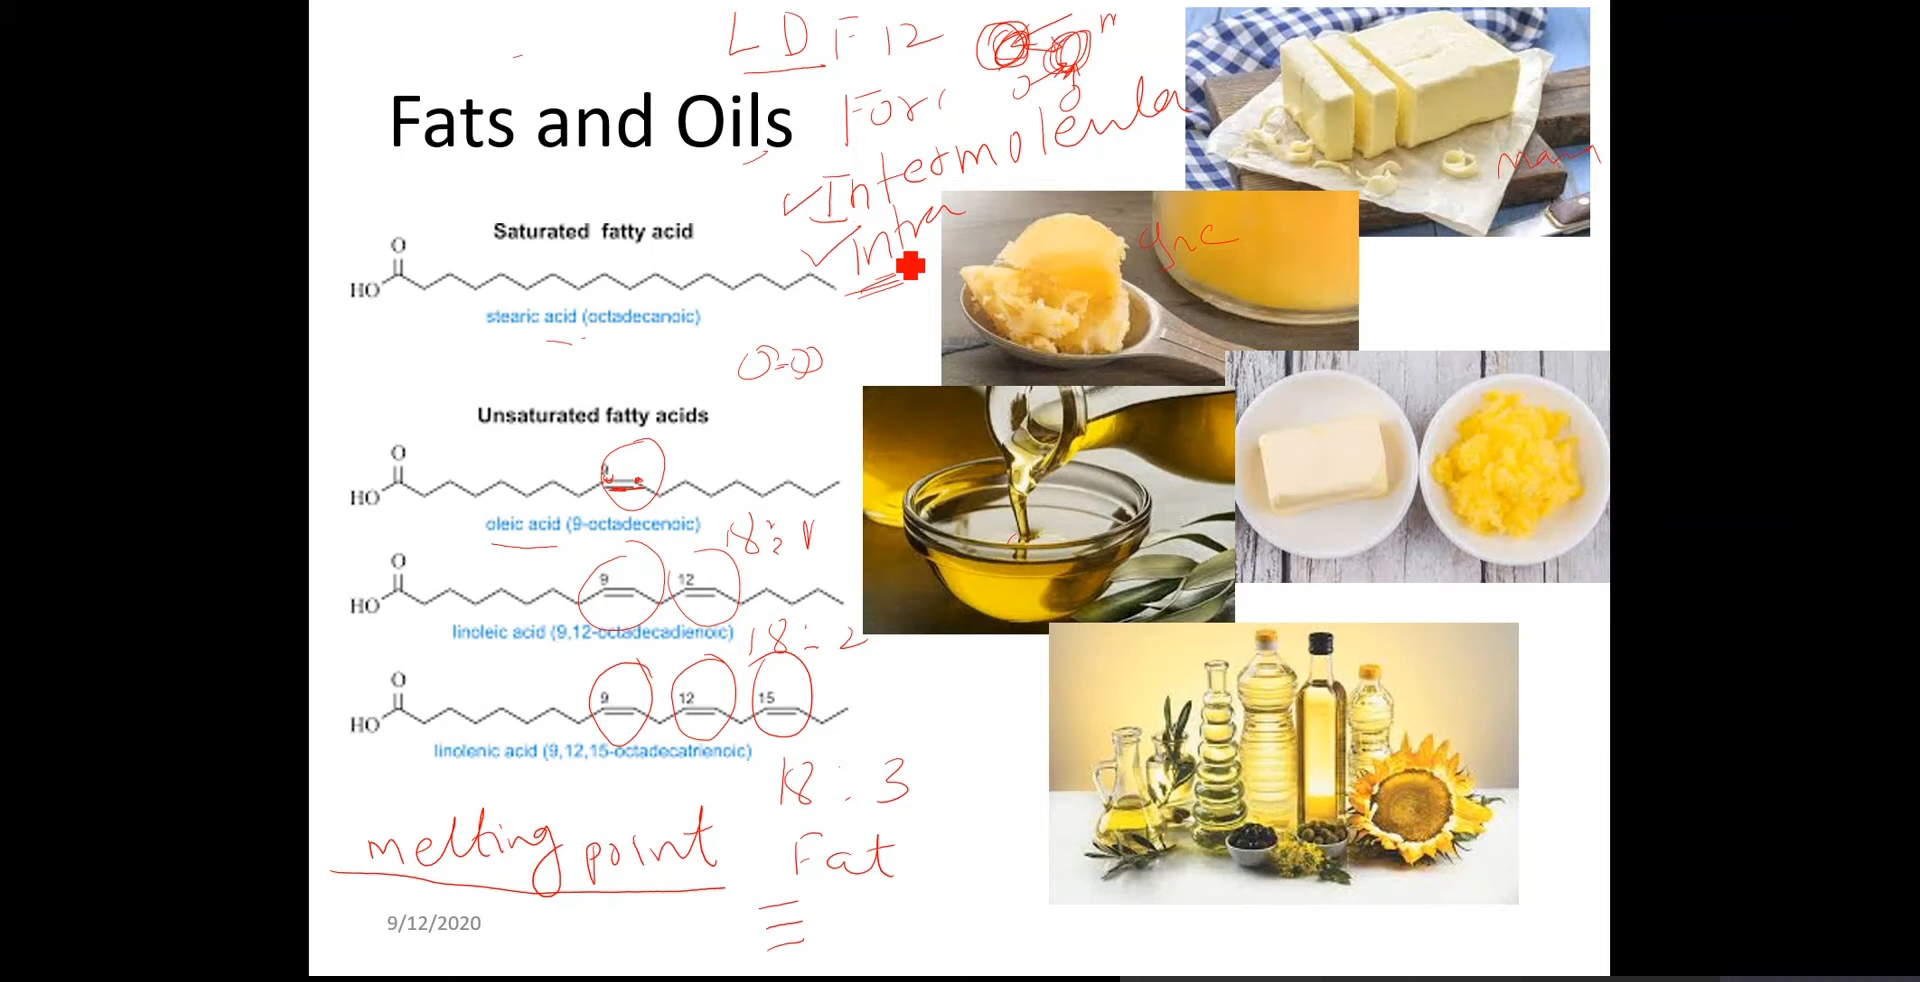 LDF 12
Fats and Oils
For
Intermolecula
Intra
Saturated fatty acid
O
HO
stearic acid (octadecanoic)
Unsaturated fatty acids
O
HO
oleic acid (9-octadecenoic)
18: 1
O
9 12
HO
linoleic acid (9,12-octadecadienoic)
18: 2
O
9 12 15
HO
linolenic acid (9,12,15-octadecatrienoic)
18: 3
melting point
Fat
9/12/2020